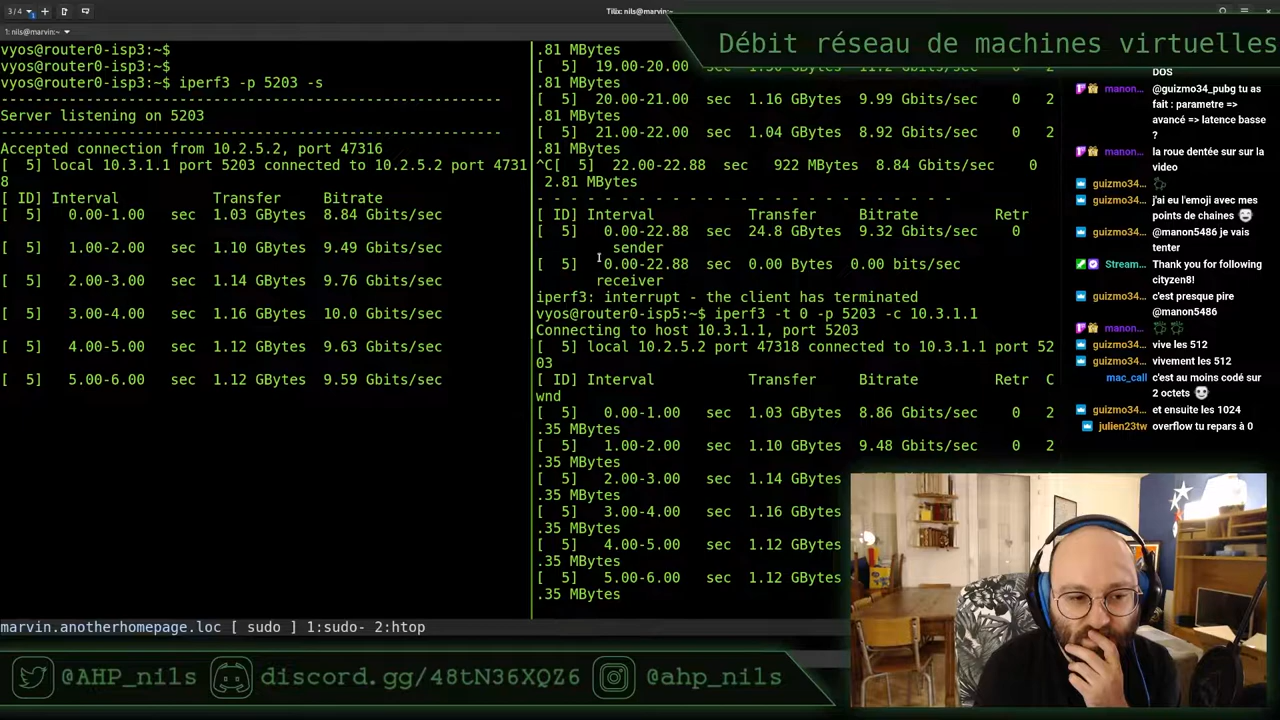 3/4
Tilix: nils@marvin:~
1: nils@marvin:~
Débit réseau de machines virtuelles
vyos@router0-isp3:~$
vyos@router0-isp3:~$
vyos@router0-isp3:~$ iperf3 -p 5203 -s
-----------------------------------------------------------
Server listening on 5203
-----------------------------------------------------------
Accepted connection from 10.2.5.2, port 47316
[  5] local 10.3.1.1 port 5203 connected to 10.2.5.2 port 4731
8
[ ID] Interval           Transfer     Bitrate
[  5]   0.00-1.00   sec  1.03 GBytes  8.84 Gbits/sec
[  5]   1.00-2.00   sec  1.10 GBytes  9.49 Gbits/sec
[  5]   2.00-3.00   sec  1.14 GBytes  9.76 Gbits/sec
[  5]   3.00-4.00   sec  1.16 GBytes  10.0 Gbits/sec
[  5]   4.00-5.00   sec  1.12 GBytes  9.63 Gbits/sec
[  5]   5.00-6.00   sec  1.12 GBytes  9.59 Gbits/sec
.81 MBytes
[  5]  19.00-20.00  sec
.81 MBytes
[  5]  20.00-21.00  sec  1.16 GBytes  9.99 Gbits/sec    0   2
.81 MBytes
[  5]  21.00-22.00  sec  1.04 GBytes  8.92 Gbits/sec    0   2
.81 MBytes
^C[  5]  22.00-22.88  sec   922 MBytes  8.84 Gbits/sec    0
2.81 MBytes
- - - - - - - - - - - - - - - - - - - - - - - - -
[ ID] Interval           Transfer     Bitrate         Retr
[  5]   0.00-22.88  sec  24.8 GBytes  9.32 Gbits/sec    0
sender
[  5]   0.00-22.88  sec  0.00 Bytes  0.00 bits/sec
receiver
iperf3: interrupt - the client has terminated
vyos@router0-isp5:~$ iperf3 -t 0 -p 5203 -c 10.3.1.1
Connecting to host 10.3.1.1, port 5203
[  5] local 10.2.5.2 port 47318 connected to 10.3.1.1 port 52
03
[ ID] Interval           Transfer     Bitrate         Retr  C
wnd
[  5]   0.00-1.00   sec  1.03 GBytes  8.86 Gbits/sec    0   2
.35 MBytes
[  5]   1.00-2.00   sec  1.10 GBytes  9.48 Gbits/sec    0   2
.35 MBytes
[  5]   2.00-3.00   sec  1.14 GBytes
.35 MBytes
[  5]   3.00-4.00   sec  1.16 GBytes
.35 MBytes
[  5]   4.00-5.00   sec  1.12 GBytes
.35 MBytes
[  5]   5.00-6.00   sec  1.12 GBytes
.35 MBytes
marvin.anotherhomepage.loc [ sudo ] 1:sudo- 2:htop
DOS
manon... @guizmo34_pubg tu as
fait : parametre =>
avancé => latence basse
?
manon... la roue dentée sur sur la
video
guizmo34...
guizmo34... j'ai eu l'emoji avec mes
points de chaines
guizmo34... @manon5486 je vais
tenter
Stream... Thank you for following
cityzen8!
guizmo34... c'est presque pire
@manon5486
manon...
guizmo34... vive les 512
guizmo34... vivement les 512
mac_call c'est au moins codé sur
2 octets
guizmo34... et ensuite les 1024
julien23tw overflow tu repars à 0
@AHP_nils
discord.gg/48tN36XQZ6
@ahp_nils